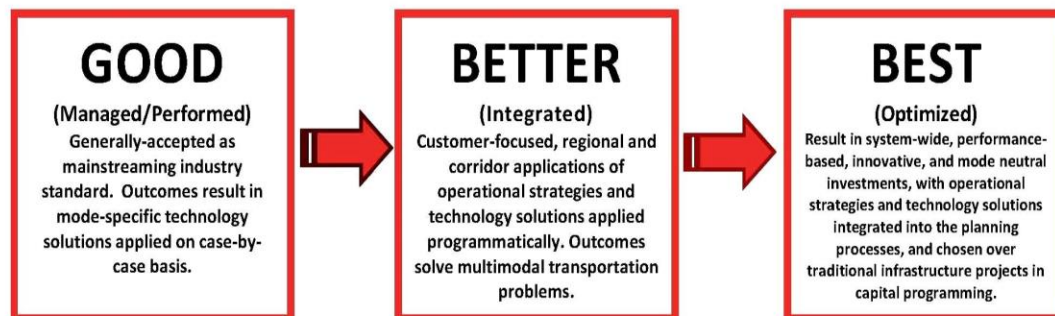 GOOD
(Managed/Performed)
Generally-accepted as
mainstreaming industry
standard. Outcomes result in
mode-specific technology
solutions applied on case-by-
case basis.
BETTER
(Integrated)
Customer-focused, regional and
corridor applications of
operational strategies and
technology solutions applied
programmatically. Outcomes
solve multimodal transportation
problems.
BEST
(Optimized)
Result in system-wide, performance-
based, innovative, and mode neutral
investments, with operational
strategies and technology solutions
integrated into the planning
processes, and chosen over
traditional infrastructure projects in
capital programming.